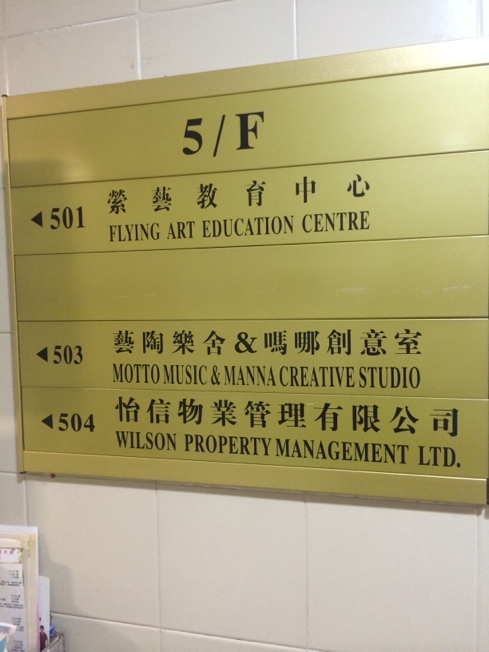 5/F
◀501 縈藝教育中心
FLYING ART EDUCATION CENTRE
◀503 藝陶樂舍&嗎哪創意室
MOTTO MUSIC & MANNA CREATIVE STUDIO
◀504 怡信物業管理有限公司
WILSON PROPERTY MANAGEMENT LTD.